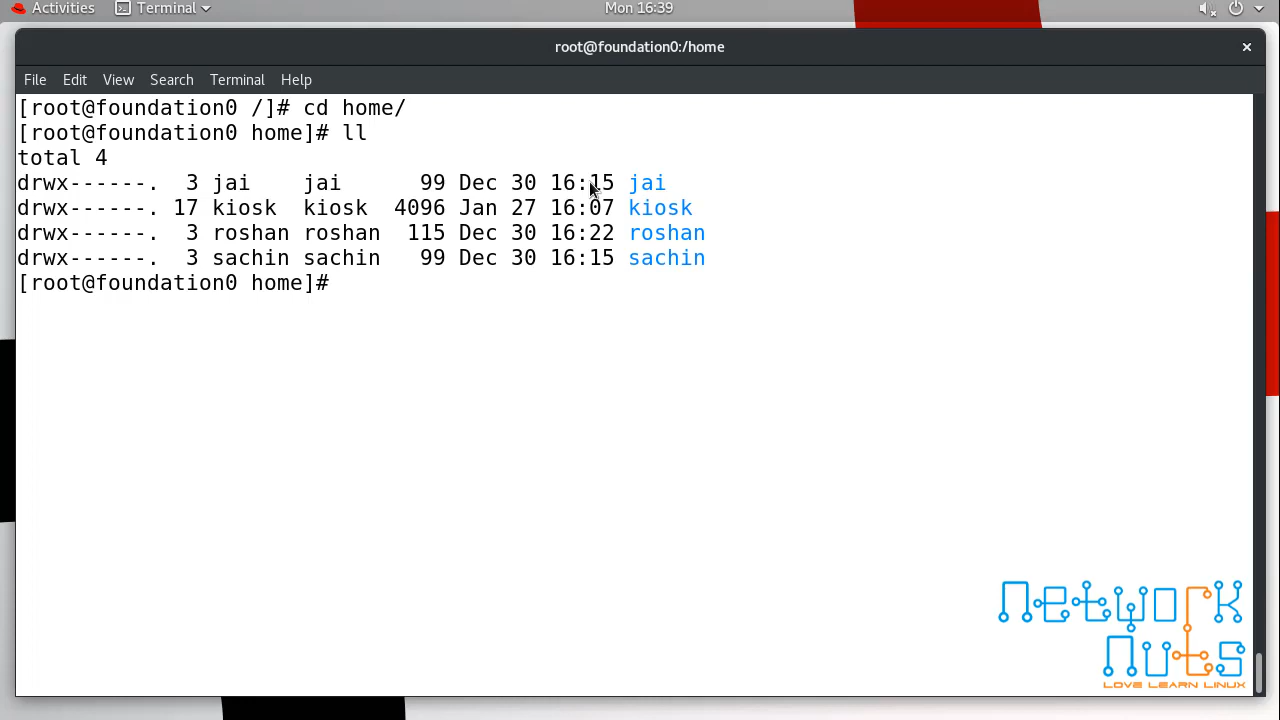 Activities Terminal Mon 16:39
root@foundation0:/home ×
File Edit View Search Terminal Help
[root@foundation0 /]# cd home/
[root@foundation0 home]# ll
total 4
drwx------.  3 jai    jai      99 Dec 30 16:15 jai
drwx------. 17 kiosk  kiosk  4096 Jan 27 16:07 kiosk
drwx------.  3 roshan roshan  115 Dec 30 16:22 roshan
drwx------.  3 sachin sachin   99 Dec 30 16:15 sachin
[root@foundation0 home]#
network
nuts
LOVE LEARN LINUX